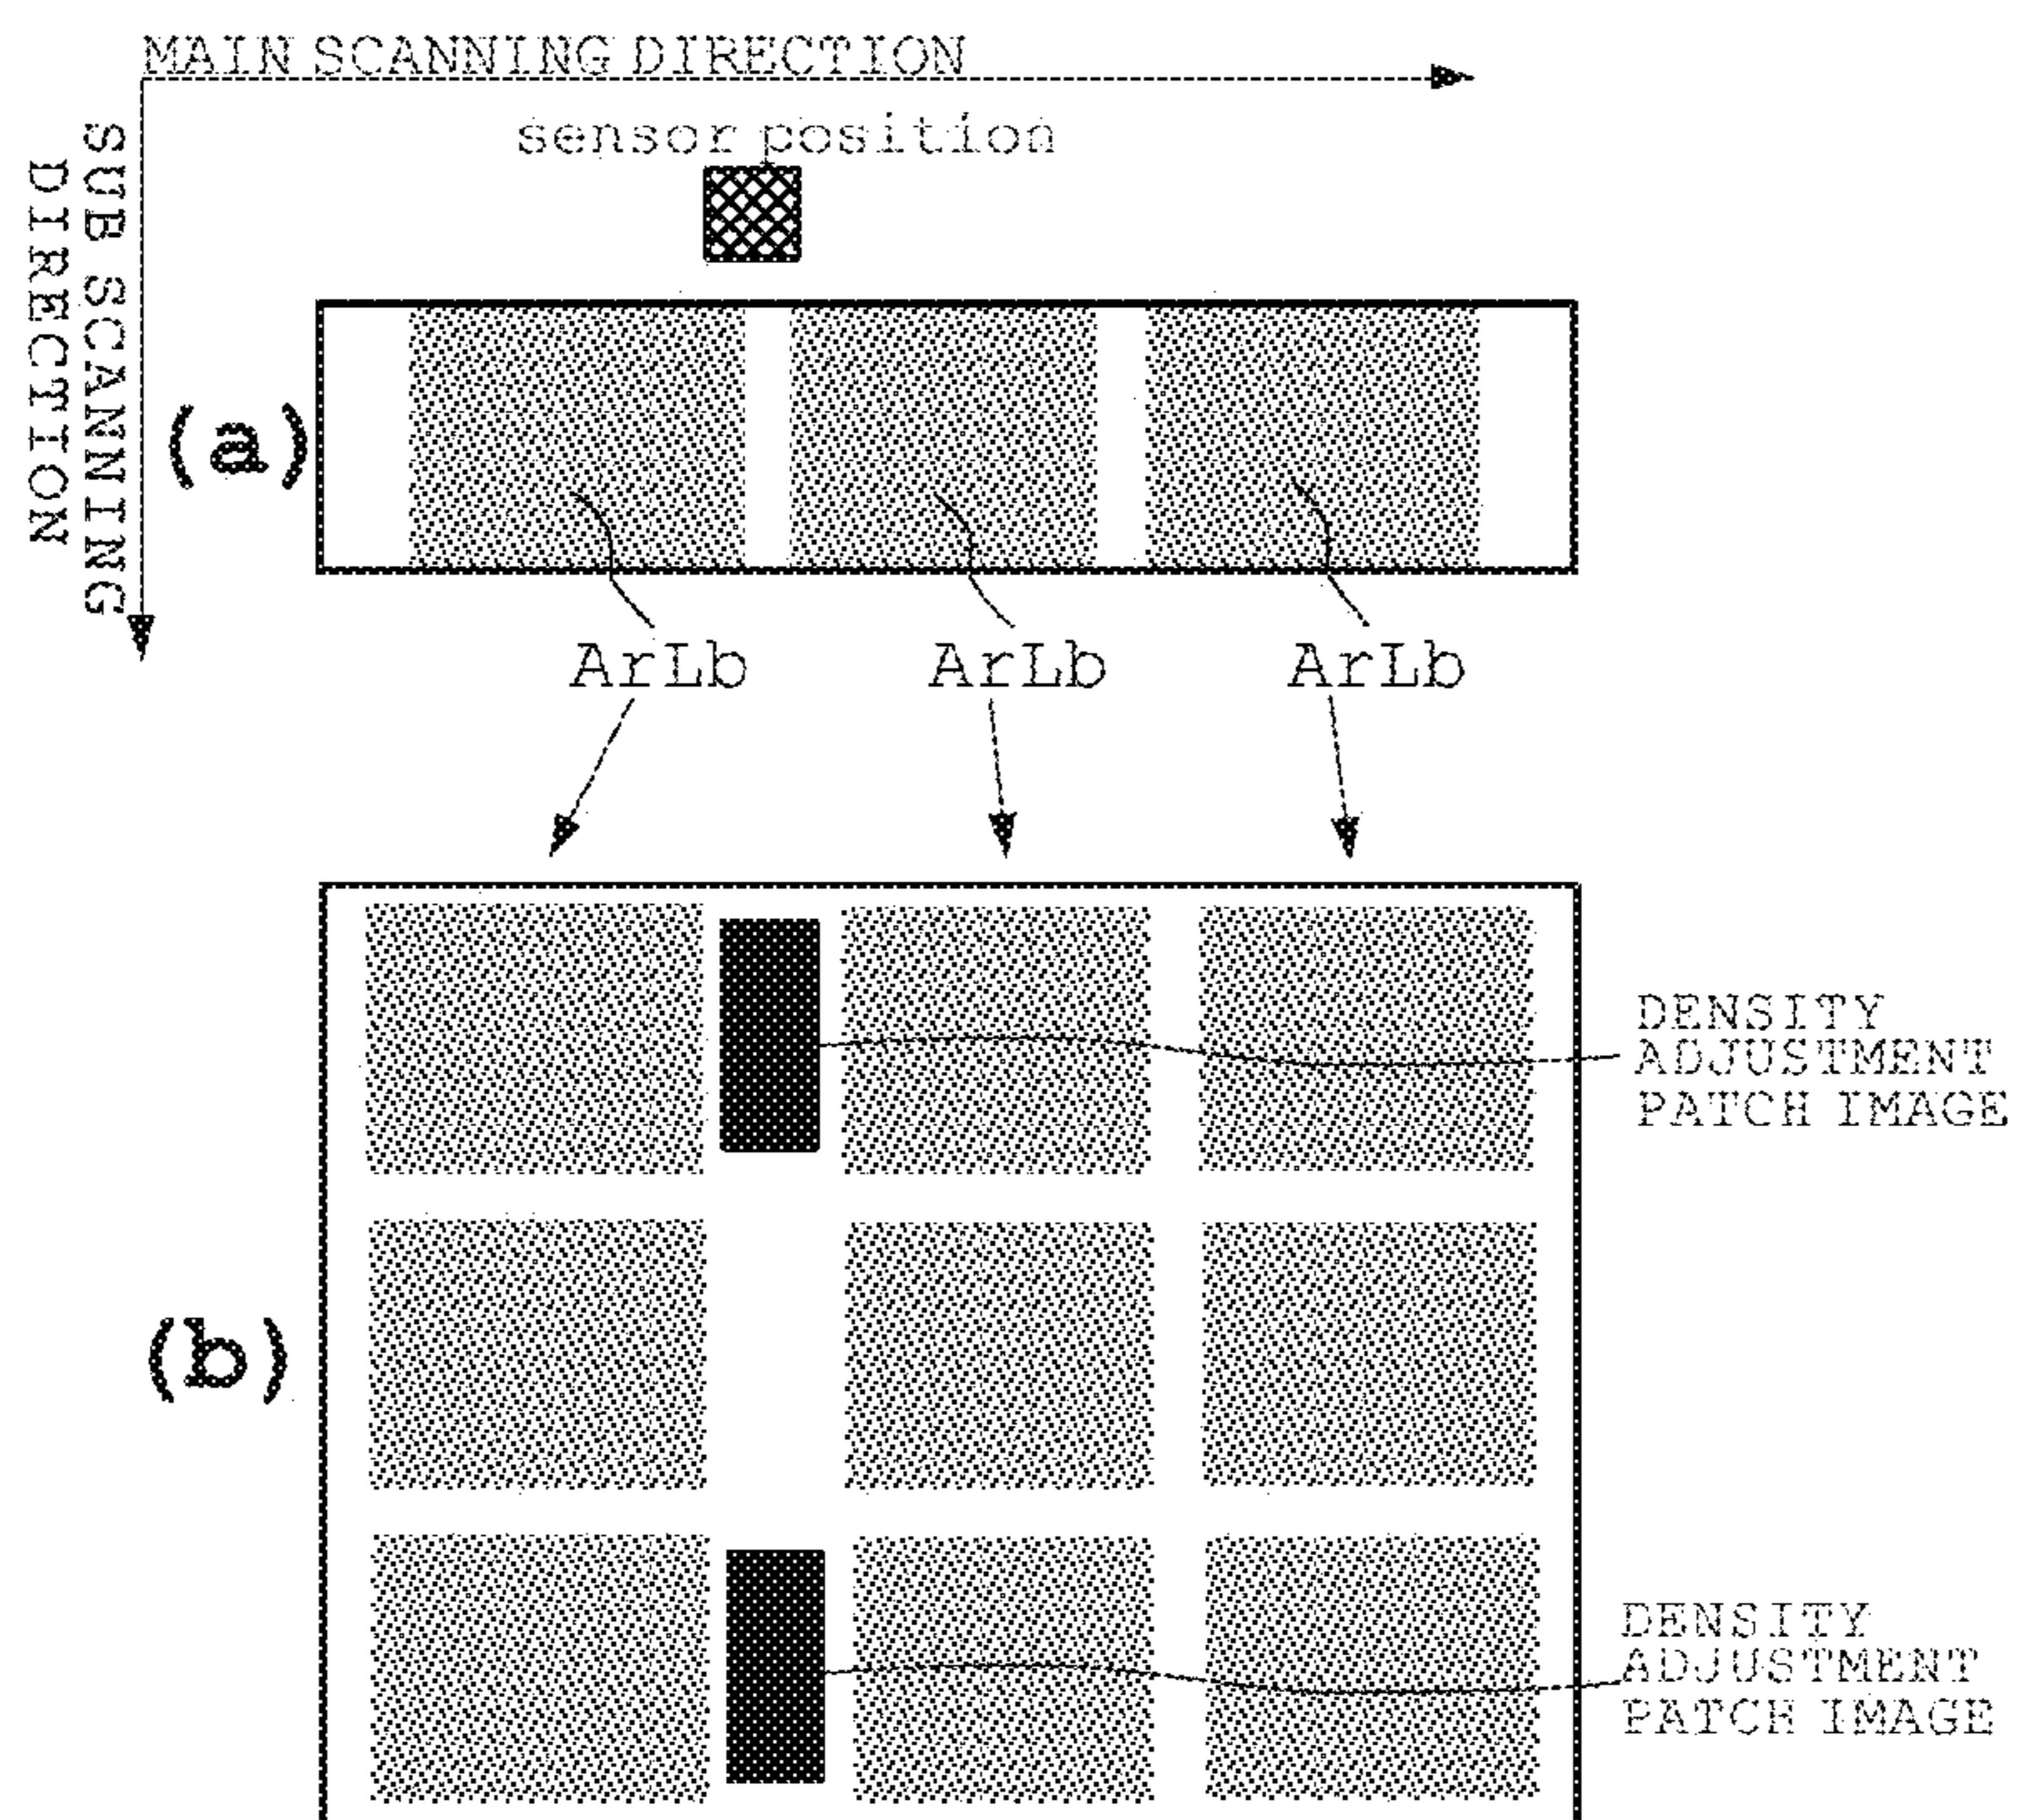 MAIN SCANNING DIRECTION
sensor position
SUB SCANNING
DIRECTION
(a)
ArLb ArLb ArLb
DENSITY
ADJUSTMENT
PATCH IMAGE
(b)
DENSITY
ADJUSTMENT
PATCH IMAGE